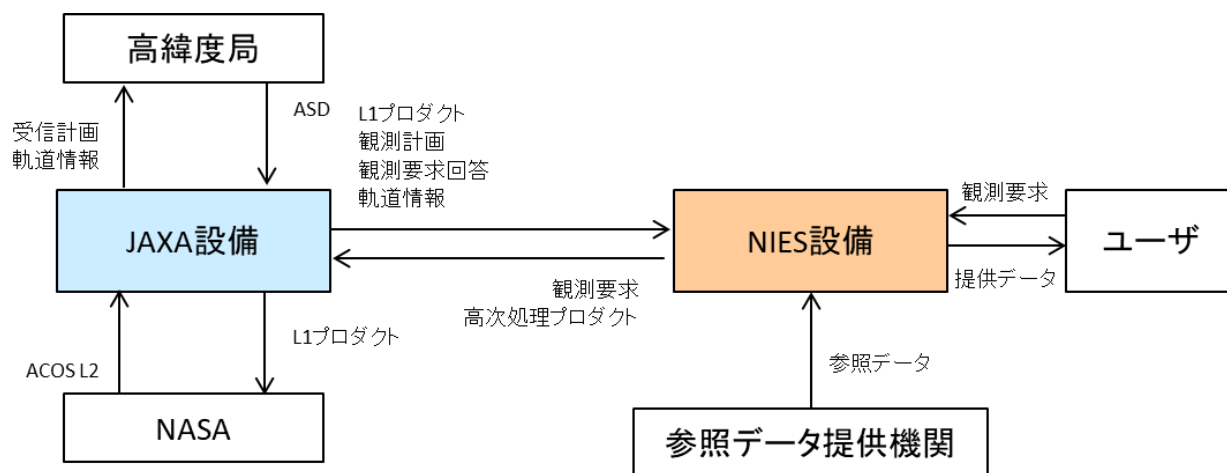 高緯度局
受信計画
軌道情報
ASD
L1プロダクト
観測計画
観測要求回答
軌道情報
JAXA設備
NIES設備
観測要求
ユーザ
提供データ
観測要求
高次処理プロダクト
ACOS L2
L1プロダクト
参照データ
NASA
参照データ提供機関